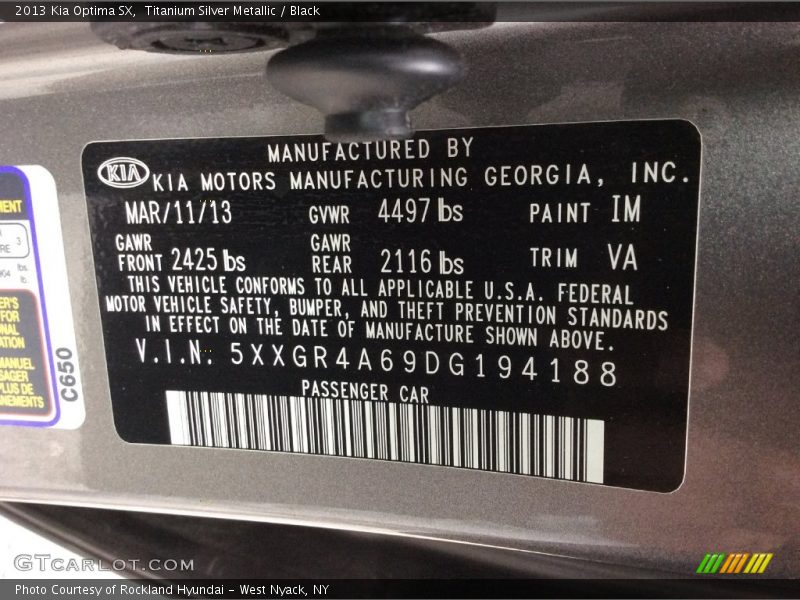 2013 Kia Optima SX,  Titanium Silver Metallic / Black
MANUFACTURED BY
KIA KIA MOTORS MANUFACTURING GEORGIA, INC.
MAR/11/13 GVWR 4497 lbs PAINT IM
GAWR FRONT 2425 lbs GAWR REAR 2116 lbs TRIM VA
THIS VEHICLE CONFORMS TO ALL APPLICABLE U.S.A. FEDERAL
MOTOR VEHICLE SAFETY, BUMPER, AND THEFT PREVENTION STANDARDS
IN EFFECT ON THE DATE OF MANUFACTURE SHOWN ABOVE.
V.I.N: 5XXGR4A69DG194188
PASSENGER CAR
C650
GTCARLOT.COM
Photo Courtesy of Rockland Hyundai - West Nyack, NY